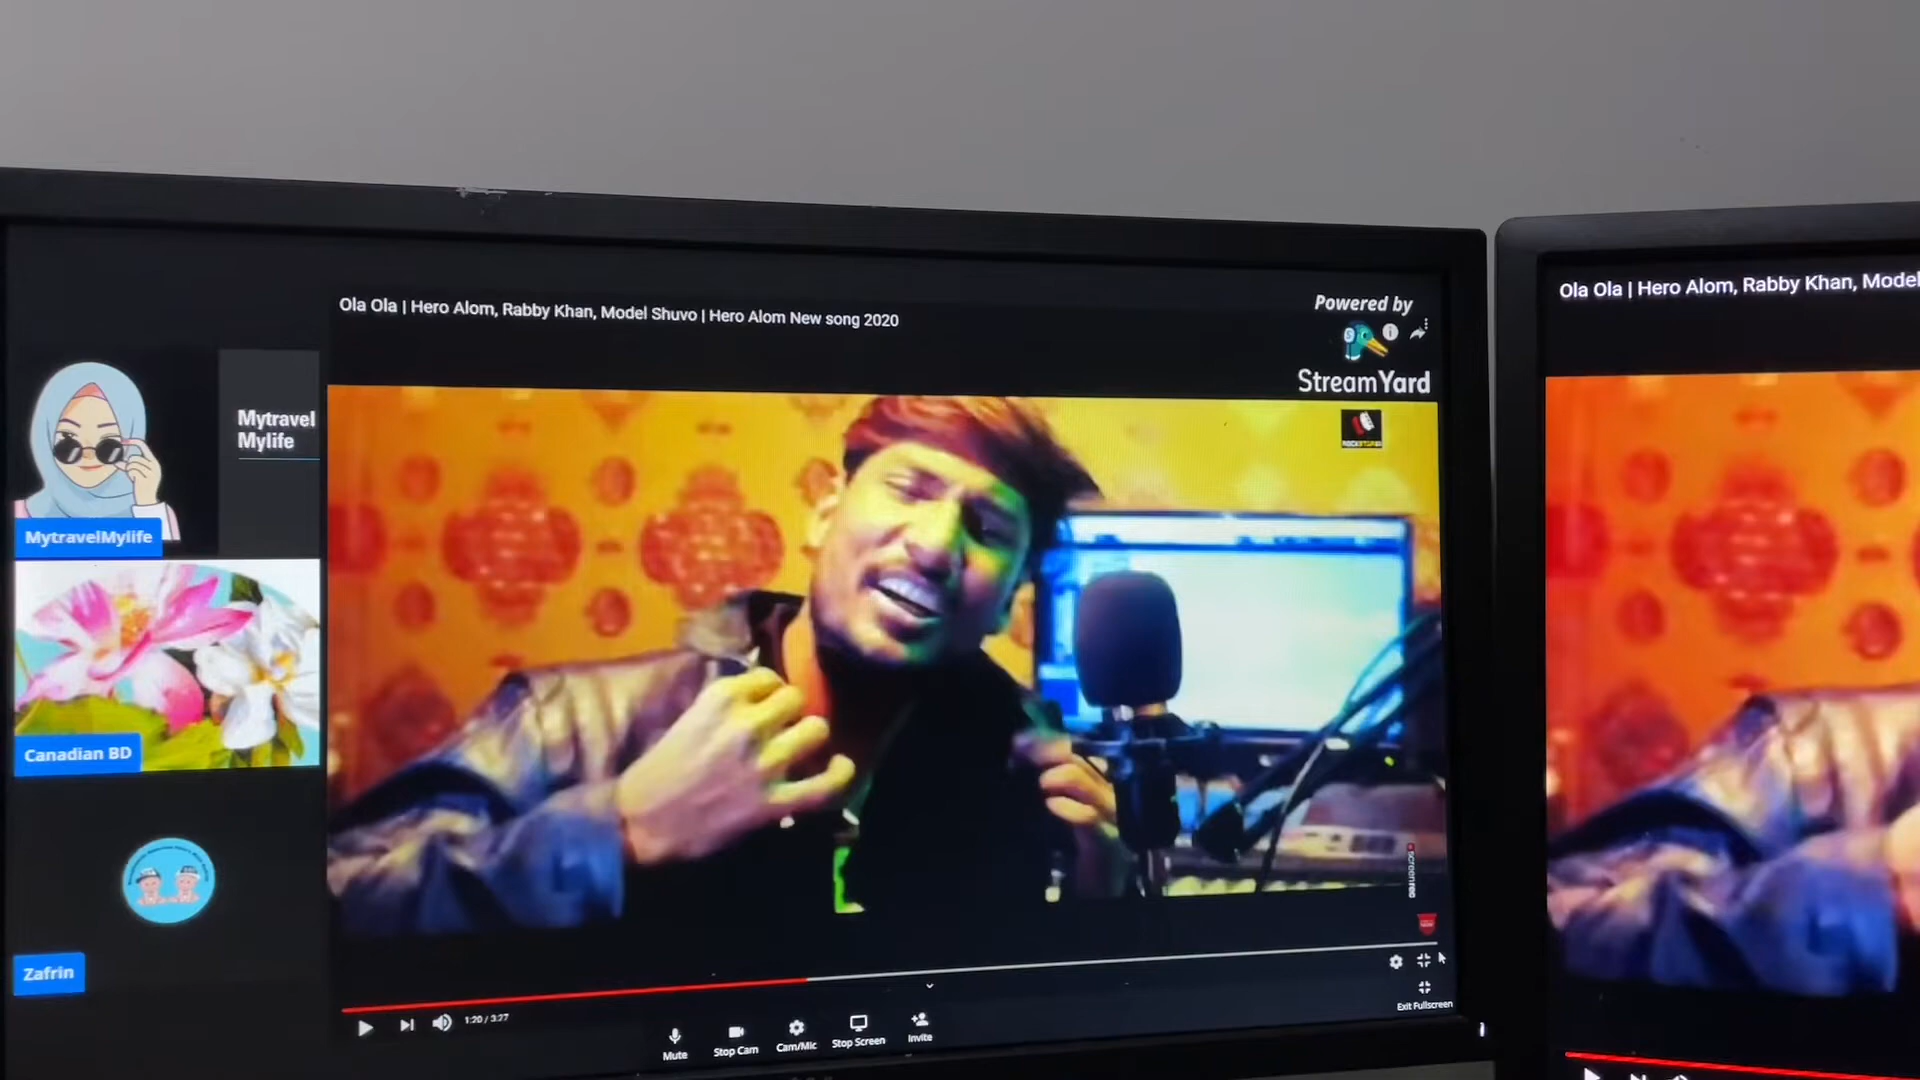 Ola Ola | Hero Alom, Rabby Khan, Model Shuvo | Hero Alom New song 2020
Powered by
StreamYard
Mytravel
Mylife
MytravelMylife
Canadian BD
Zafrin
screenrec
1:20 / 3:27
Exit Fullscreen
Mute
Stop Cam
Cam/Mic
Stop Screen
Invite
Ola Ola | Hero Alom, Rabby Khan, Model